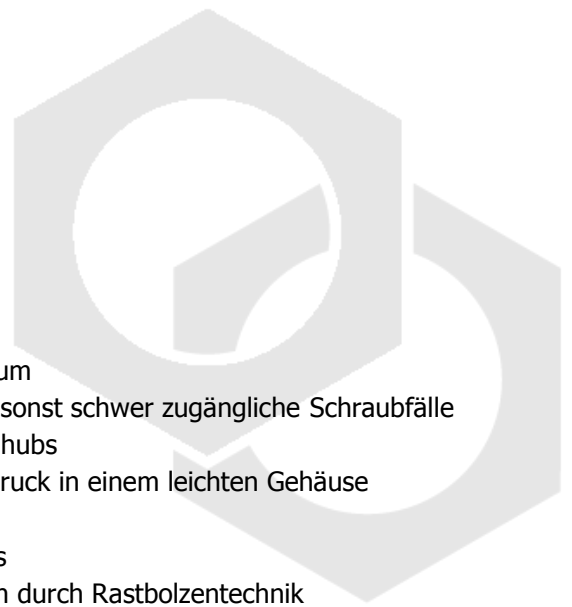 um
sonst schwer zugängliche Schraubfälle
hubs
ruck in einem leichten Gehäuse
s
n durch Rastbolzentechnik